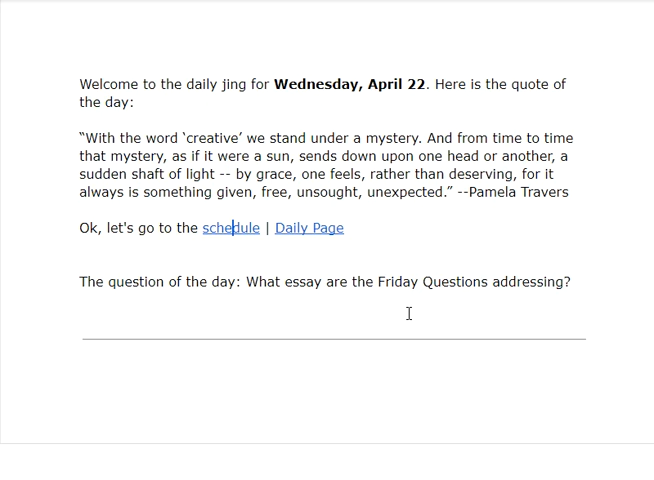 Welcome to the daily jing for Wednesday, April 22. Here is the quote of
the day:
“With the word ‘creative’ we stand under a mystery. And from time to time
that mystery, as if it were a sun, sends down upon one head or another, a
sudden shaft of light -- by grace, one feels, rather than deserving, for it
always is something given, free, unsought, unexpected.” --Pamela Travers
Ok, let's go to the schedule | Daily Page
The question of the day: What essay are the Friday Questions addressing?